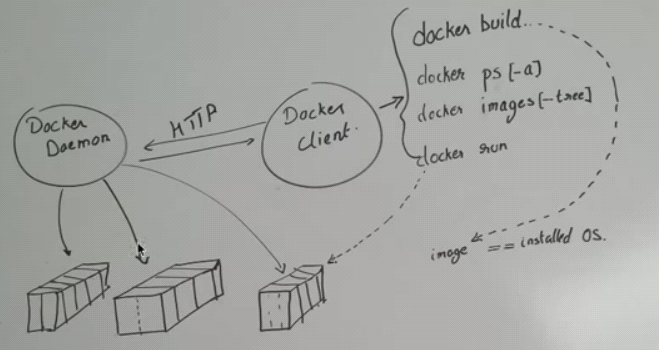 Docker
Daemon
HTTP
Docker
Client.
docker build..
docker ps [-a]
docker images [-tree]
docker run
image == installed OS.